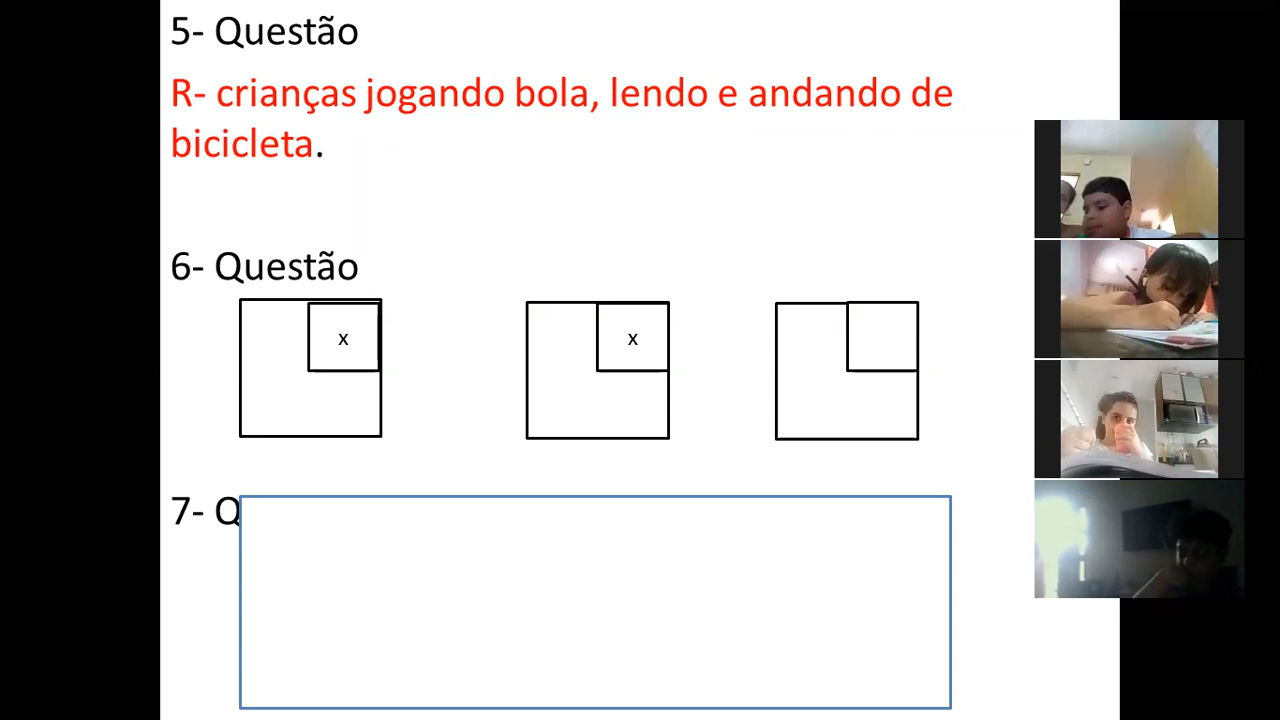 5- Questão
R- crianças jogando bola, lendo e andando de
bicicleta.
6- Questão
x
x
7- Q